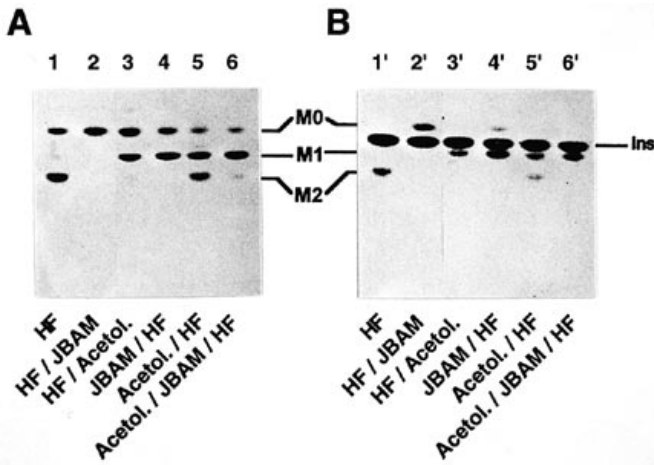 A
1 2 3 4 5 6
B
1' 2' 3' 4' 5' 6'
M0
M1
M2
Ins
HF
HF / JBAM
HF / Acetol.
JBAM / HF
Acetol. / HF
Acetol. / JBAM / HF
HF
HF / JBAM
HF / Acetol.
JBAM / HF
Acetol. / HF
Acetol. / JBAM / HF